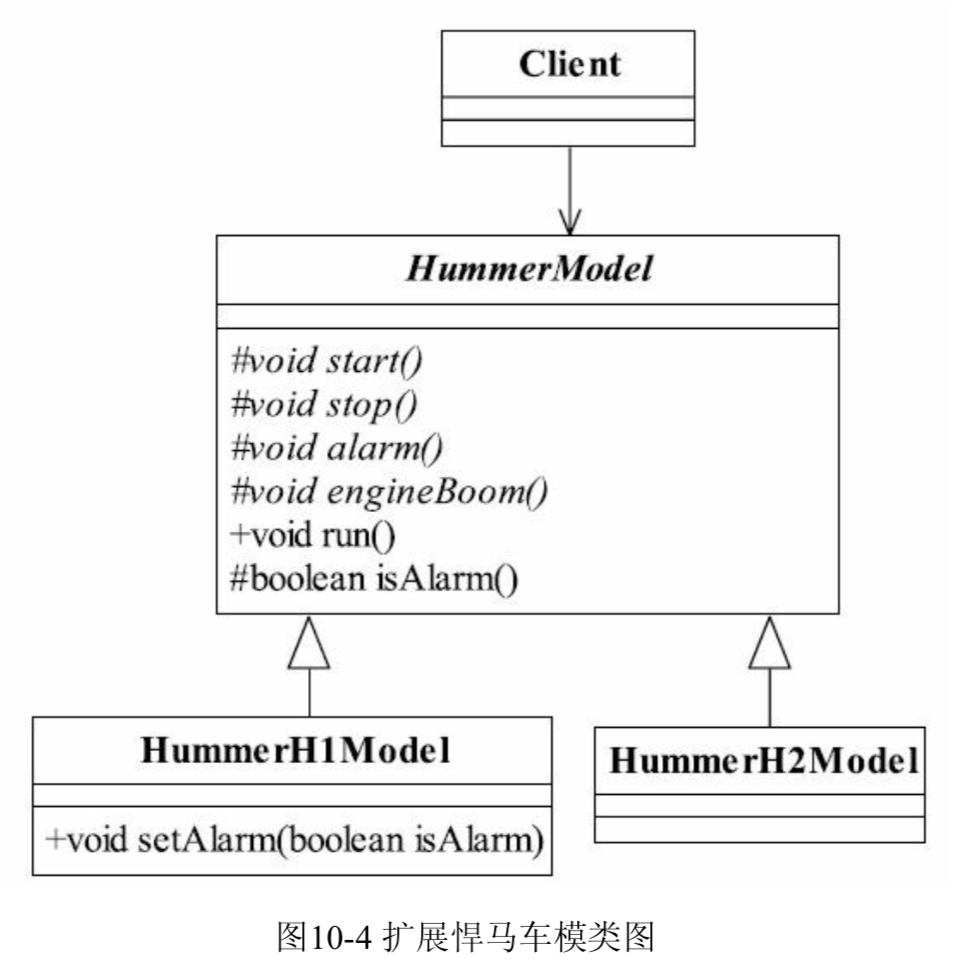 Client
HummerModel
#void start()
#void stop()
#void alarm()
#void engineBoom()
+void run()
#boolean isAlarm()
HummerH1Model
+void setAlarm(boolean isAlarm)
HummerH2Model
图10-4 扩展悍马车模类图